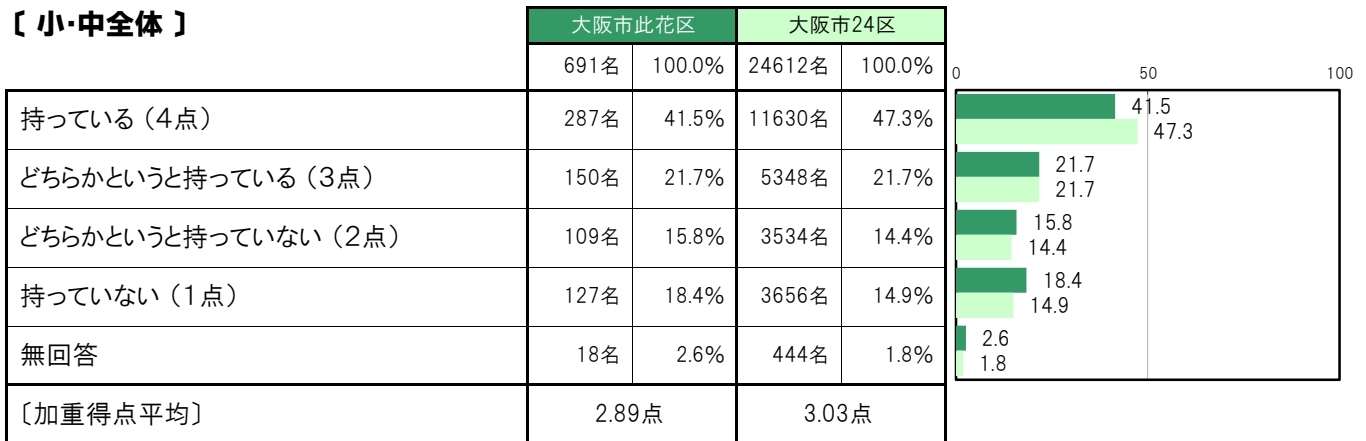 〔 小・中全体 〕
大阪市此花区 大阪市24区
691名 100.0% 24612名 100.0%
0 50 100
持っている（4点） 287名 41.5% 11630名 47.3% 41.5
47.3
どちらかというと持っている（3点） 150名 21.7% 5348名 21.7% 21.7
21.7
どちらかというと持っていない（2点） 109名 15.8% 3534名 14.4% 15.8
14.4
持っていない（1点） 127名 18.4% 3656名 14.9% 18.4
14.9
無回答 18名 2.6% 444名 1.8% 2.6
1.8
〔加重得点平均〕 2.89点 3.03点